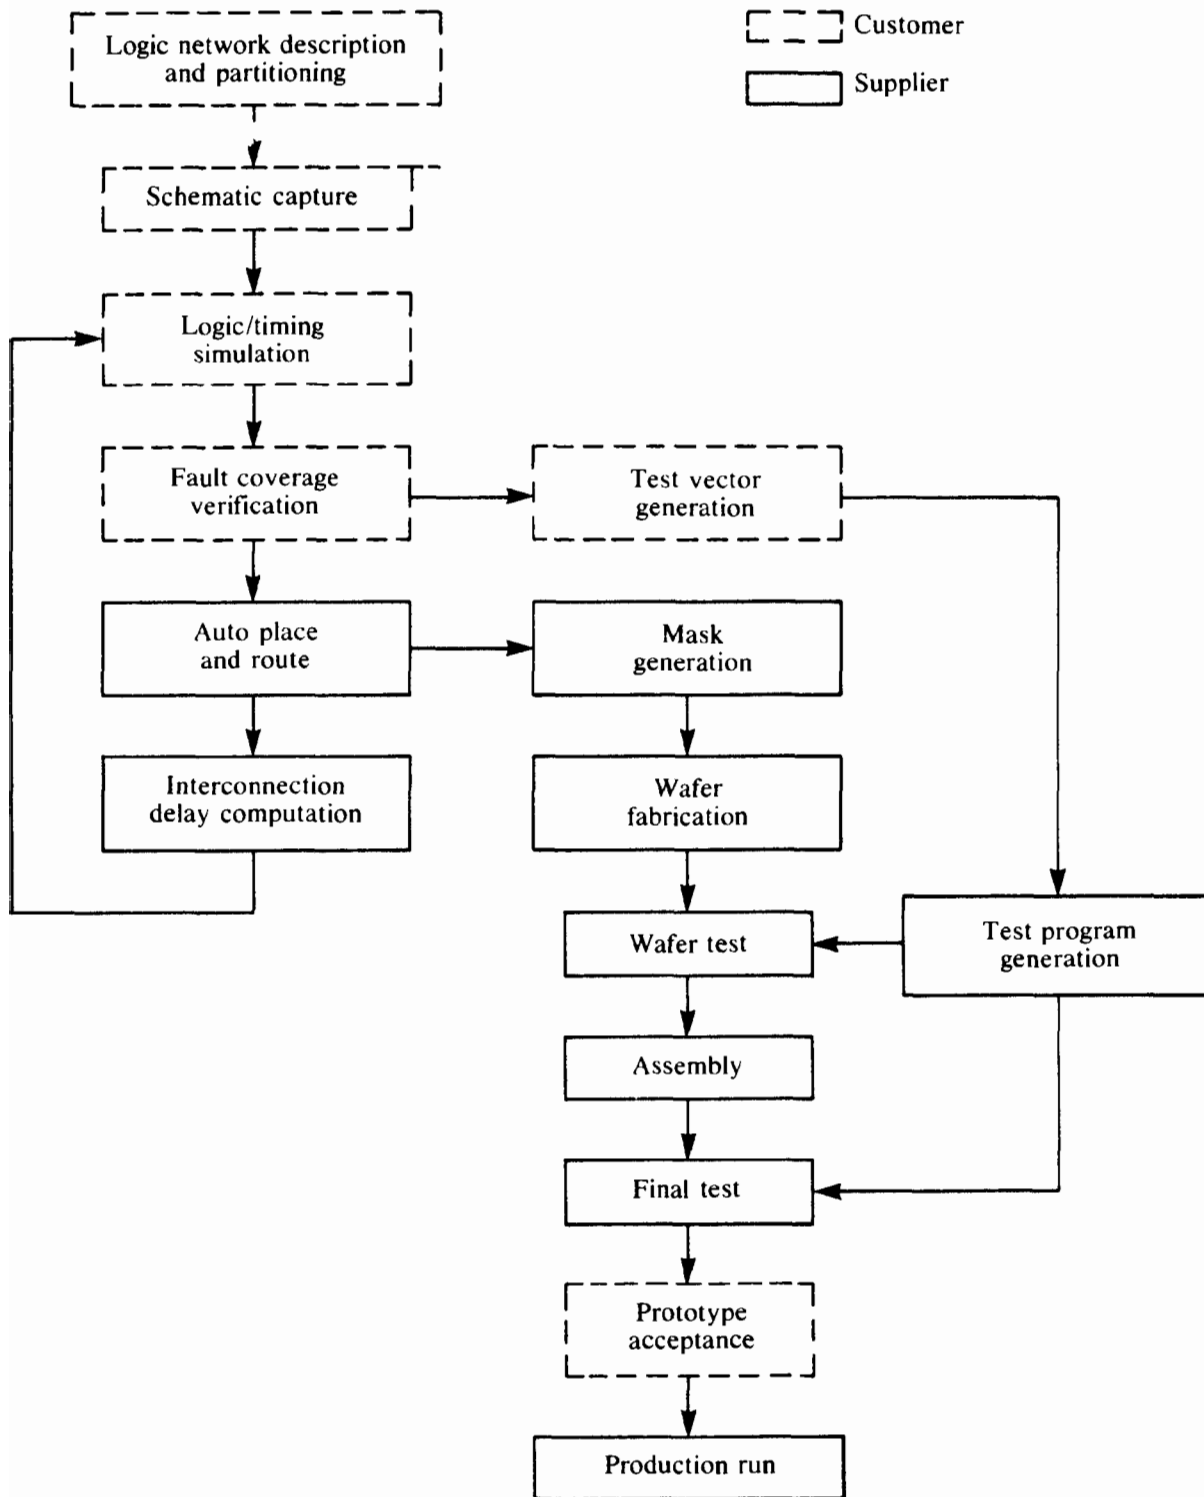 Logic network description
and partitioning
Customer
Supplier
Schematic capture
Logic/timing
simulation
Fault coverage
verification
Test vector
generation
Auto place
and route
Mask
generation
Interconnection
delay computation
Wafer
fabrication
Wafer test
Test program
generation
Assembly
Final test
Prototype
acceptance
Production run